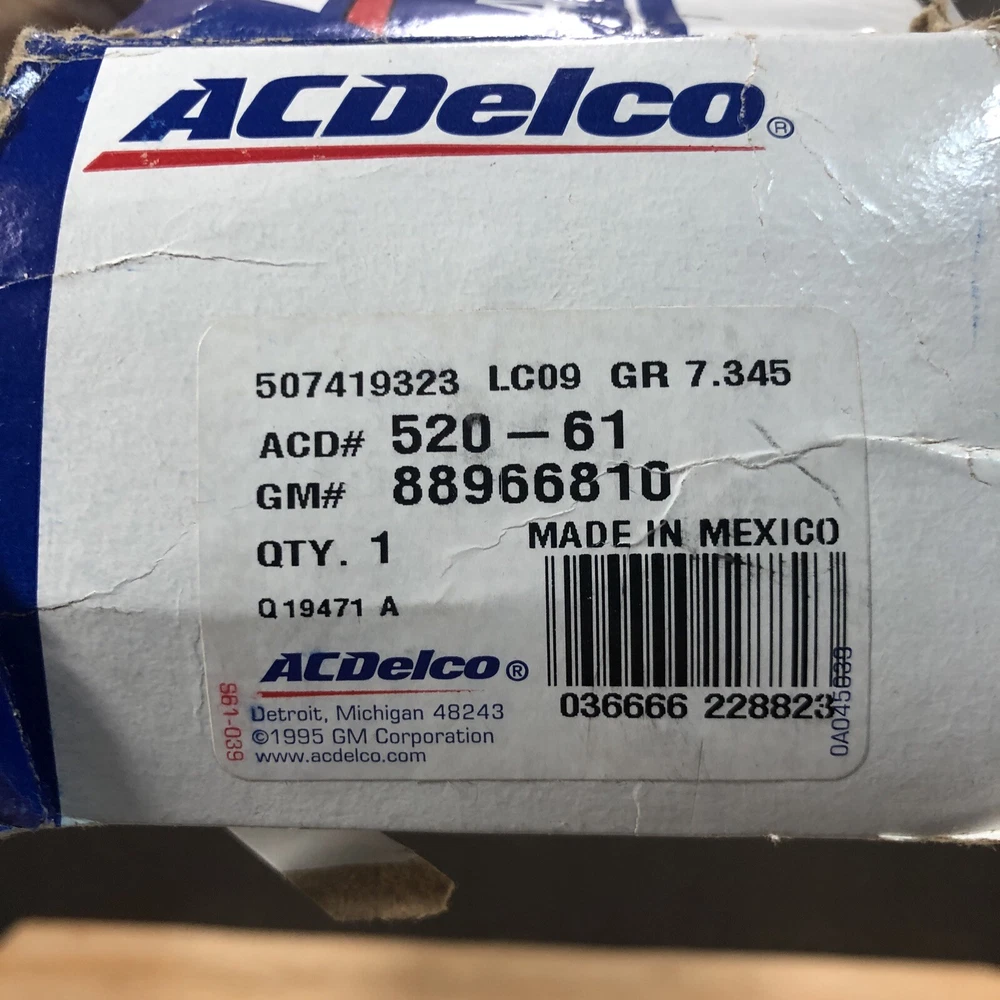 ACDelco®
507419323 LC09 GR 7.345
ACD# 520-61
GM# 88966810
QTY. 1
MADE IN MEXICO
Q19471 A
036666 228823
ACDelco®
Detroit, Michigan 48243
©1995 GM Corporation
www.acdelco.com
S61-039
0A045039